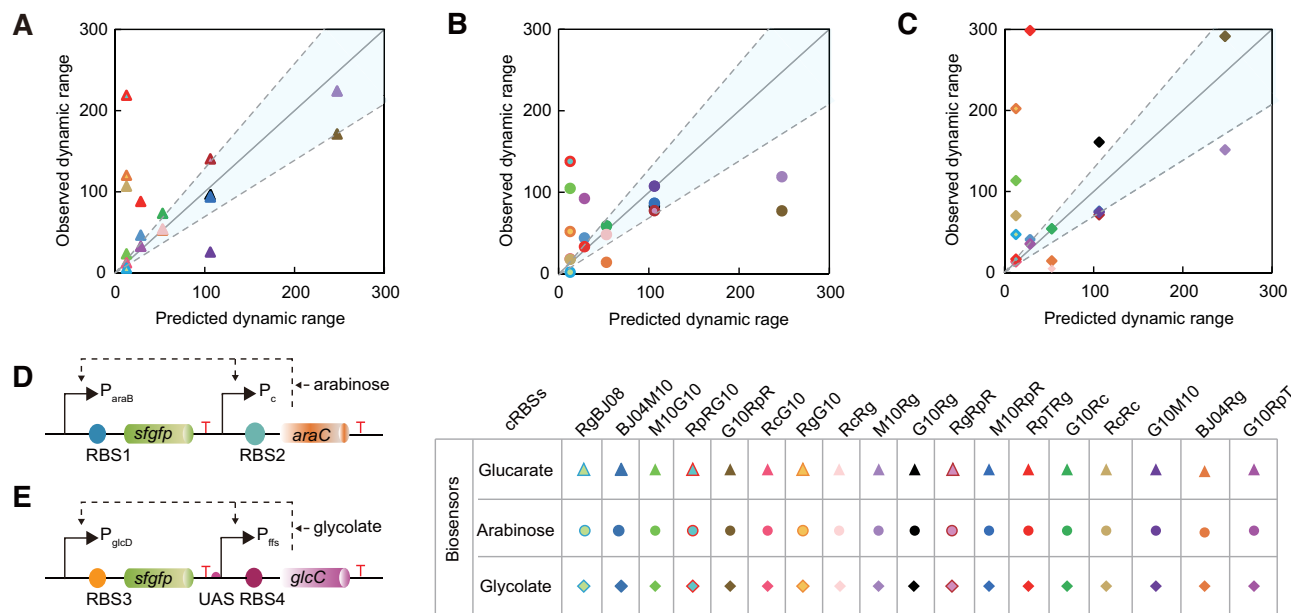 A
300
200
100
0
Observed dynamic range
0 100 200 300
Predicted dynamic range
B
300
200
100
0
Observed dynamic range
0 100 200 300
Predicted dynamic rage
C
300
200
100
0
Observed dynamic range
0 100 200 300
Predicted dynamic range
D
arabinose
ParaB
Pc
sfgfp
T
araC
T
RBS1
RBS2
E
glycolate
PglcD
Pffs
sfgfp
T
glcC
T
RBS3
UAS RBS4
cRBSs RgBJ08 BJ04M10 M10G10 RpRG10 G10RpR RcG10 RgG10 RcRg M10Rg G10Rg RgRpR M10RpR RpTRg G10Rc RcRc G10M10 BJ04Rg G10RpT
Biosensors
Glucarate
Arabinose
Glycolate